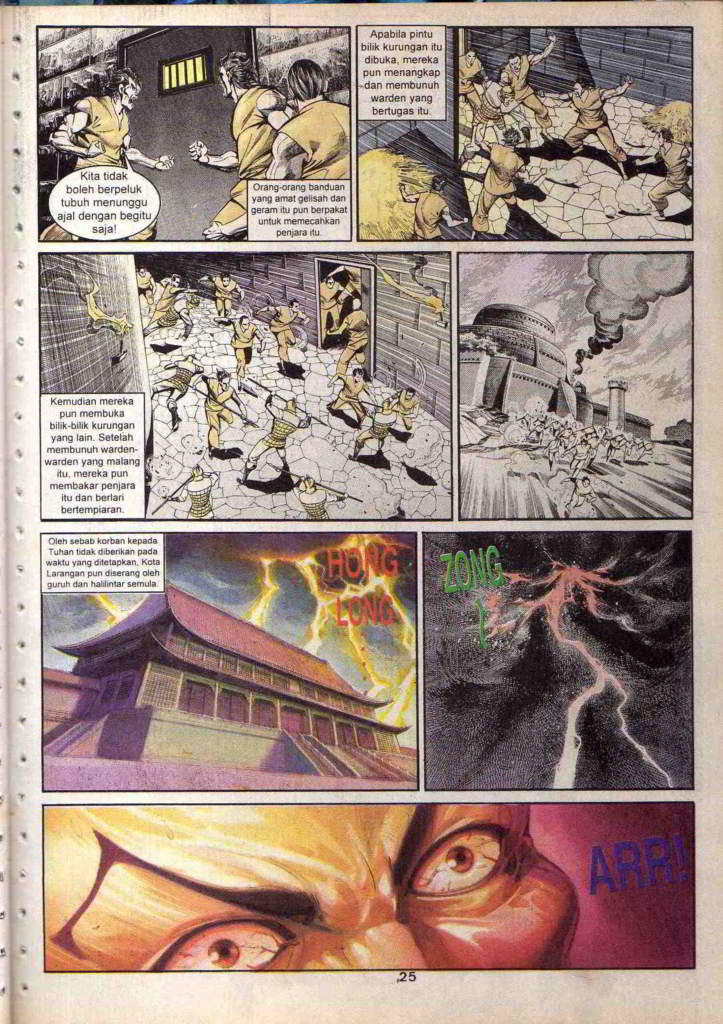 Kita tidak
boleh berpeluk
tubuh menunggu
ajal dengan begitu
saja!
Orang-orang banduan
yang amat gelisah dan
geram itu pun berpakat
untuk memecahkan
penjara itu.
Apabila pintu
bilik kurungan itu
dibuka, mereka
pun menangkap
dan membunuh
warden yang
bertugas itu.
Kemudian mereka
pun membuka
bilik-bilik kurungan
yang lain. Setelah
membunuh warden-
warden yang malang
itu, mereka pun
membakar penjara
itu dan berlari
bertempiaran.
Oleh sebab korban kepada
Tuhan tidak diberikan pada
waktu yang ditetapkan, Kota
Larangan pun diserang oleh
guruh dan halilintar semula.
HONG
LONG
ZONG
!
ARR!
25